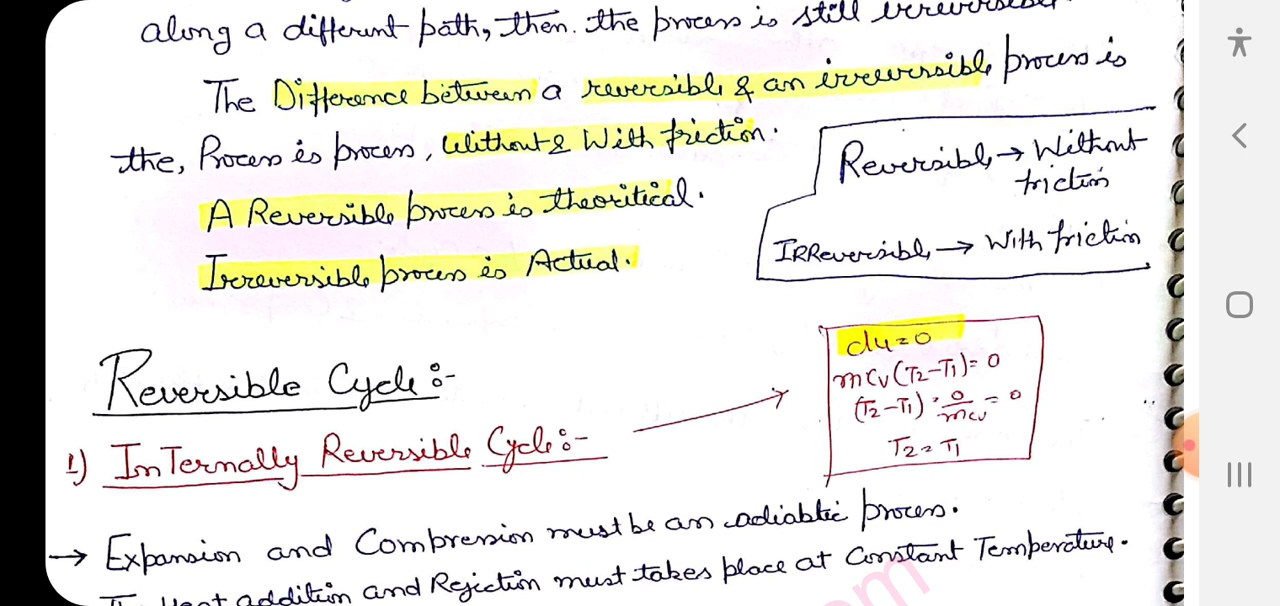 along a different path, then. the process is still irreversible
The Difference between a reversible & an irreversible process is
the, Process is process, Without & With friction.
A Reversible process is theoritical.
Irreversible process is Actual.
Reversible → Without
friction
IRReversible → With friction
Reversible Cycle:-
du=0
mCv (T2-T1)= 0
(T2-T1) = 0/mcv = 0
T2 = T1
1) InTernally Reversible Cycle:-
→ Expansion and Compression must be an adiabtic process.
Heat addition and Rejection must takes place at Constant Temperature.
om